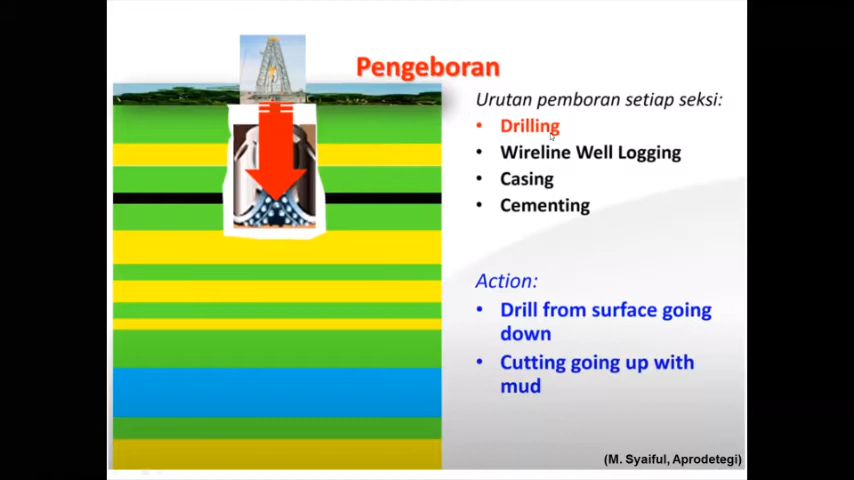 Pengeboran
Urutan pemboran setiap seksi:
• Drilling
• Wireline Well Logging
• Casing
• Cementing
Action:
• Drill from surface going
down
• Cutting going up with
mud
(M. Syaiful, Aprodetegi)